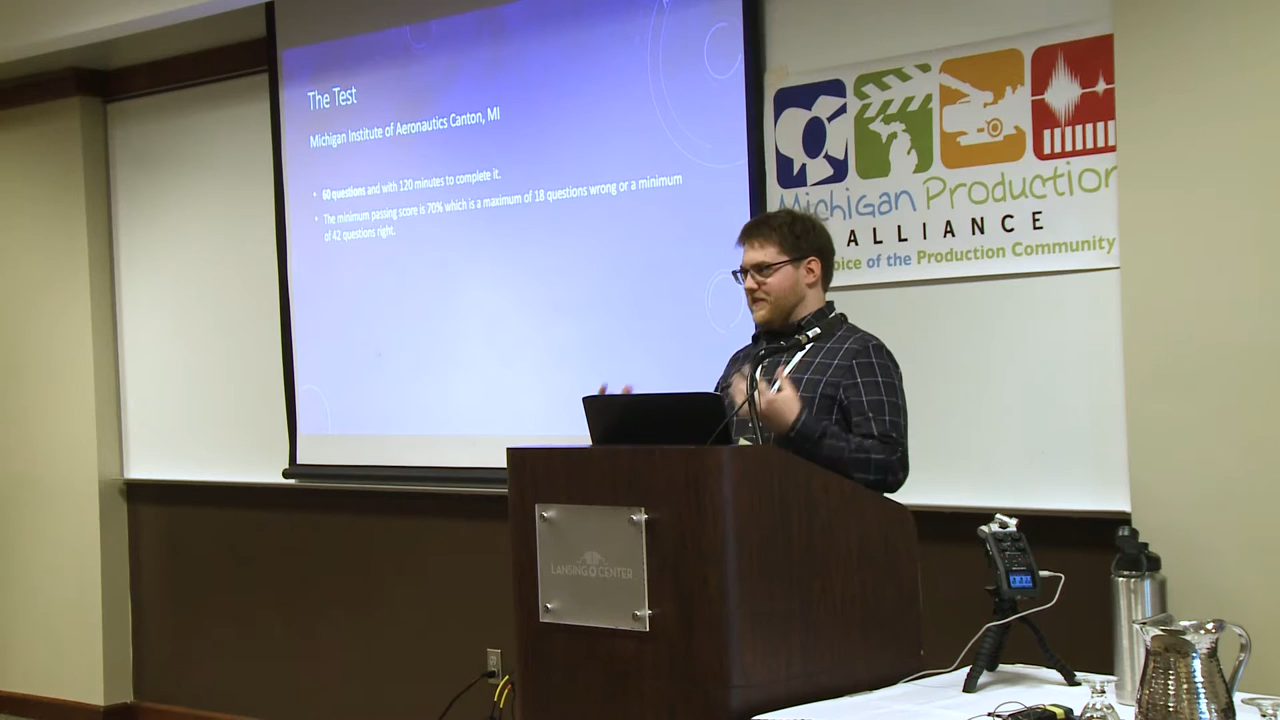 The Test
Michigan Institute of Aeronautics Canton, MI
• 60 questions and with 120 minutes to complete it.
• The minimum passing score is 70% which is a maximum of 18 questions wrong or a minimum
of 42 questions right.
Michigan Production
ALLIANCE
oice of the Production Community
LANSING CENTER